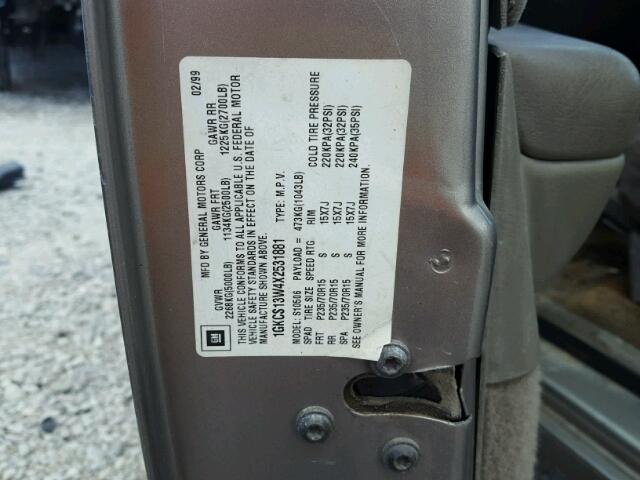 MFD BY GENERAL MOTORS CORP 02/99
GVWR GAWR FRT GAWR RR
2268KG(5000LB) 1134KG(2500LB) 1225KG(2700LB)
THIS VEHICLE CONFORMS TO ALL APPLICABLE U.S. FEDERAL MOTOR
VEHICLE SAFETY STANDARDS IN EFFECT ON THE DATE OF
MANUFACTURE SHOWN ABOVE.
1GKCS13W4X2531881 TYPE: M.P.V.
MODEL: S10506 PAYLOAD = 473KG(1043LB)
SPAD TIRE SIZE SPEED RTG. RIM COLD TIRE PRESSURE
FRT P235/70R15 S 15X7J 220KPA(32PSI)
RR P235/70R15 S 15X7J 220KPA(32PSI)
SPA P235/70R15 S 15X7J 240KPA(35PSI)
SEE OWNER'S MANUAL FOR MORE INFORMATION.
GM